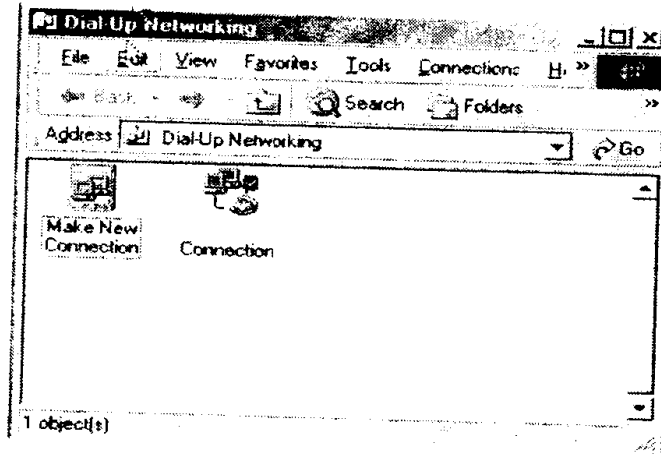 Dial-Up Networking
File Edit View Favorites Tools Connections H »
Back Search Folders »
Address Dial-Up Networking Go
Make New
Connection
Connection
1 object(s)